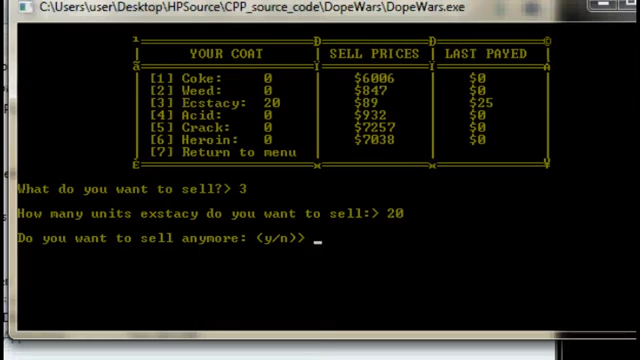 C:\Users\user\Desktop\HPSource\CPP_source_code\DopeWars\DopeWars.exe
YOUR COAT SELL PRICES LAST PAYED
[1] Coke: 0 $6006 $0
[2] Weed: 0 $847 $0
[3] Ecstacy: 20 $89 $25
[4] Acid: 0 $932 $0
[5] Crack: 0 $7257 $0
[6] Heroin: 0 $7038 $0
[7] Return to menu
What do you want to sell?> 3
How many units exstacy do you want to sell:> 20
Do you want to sell anymore: (y/n)> _